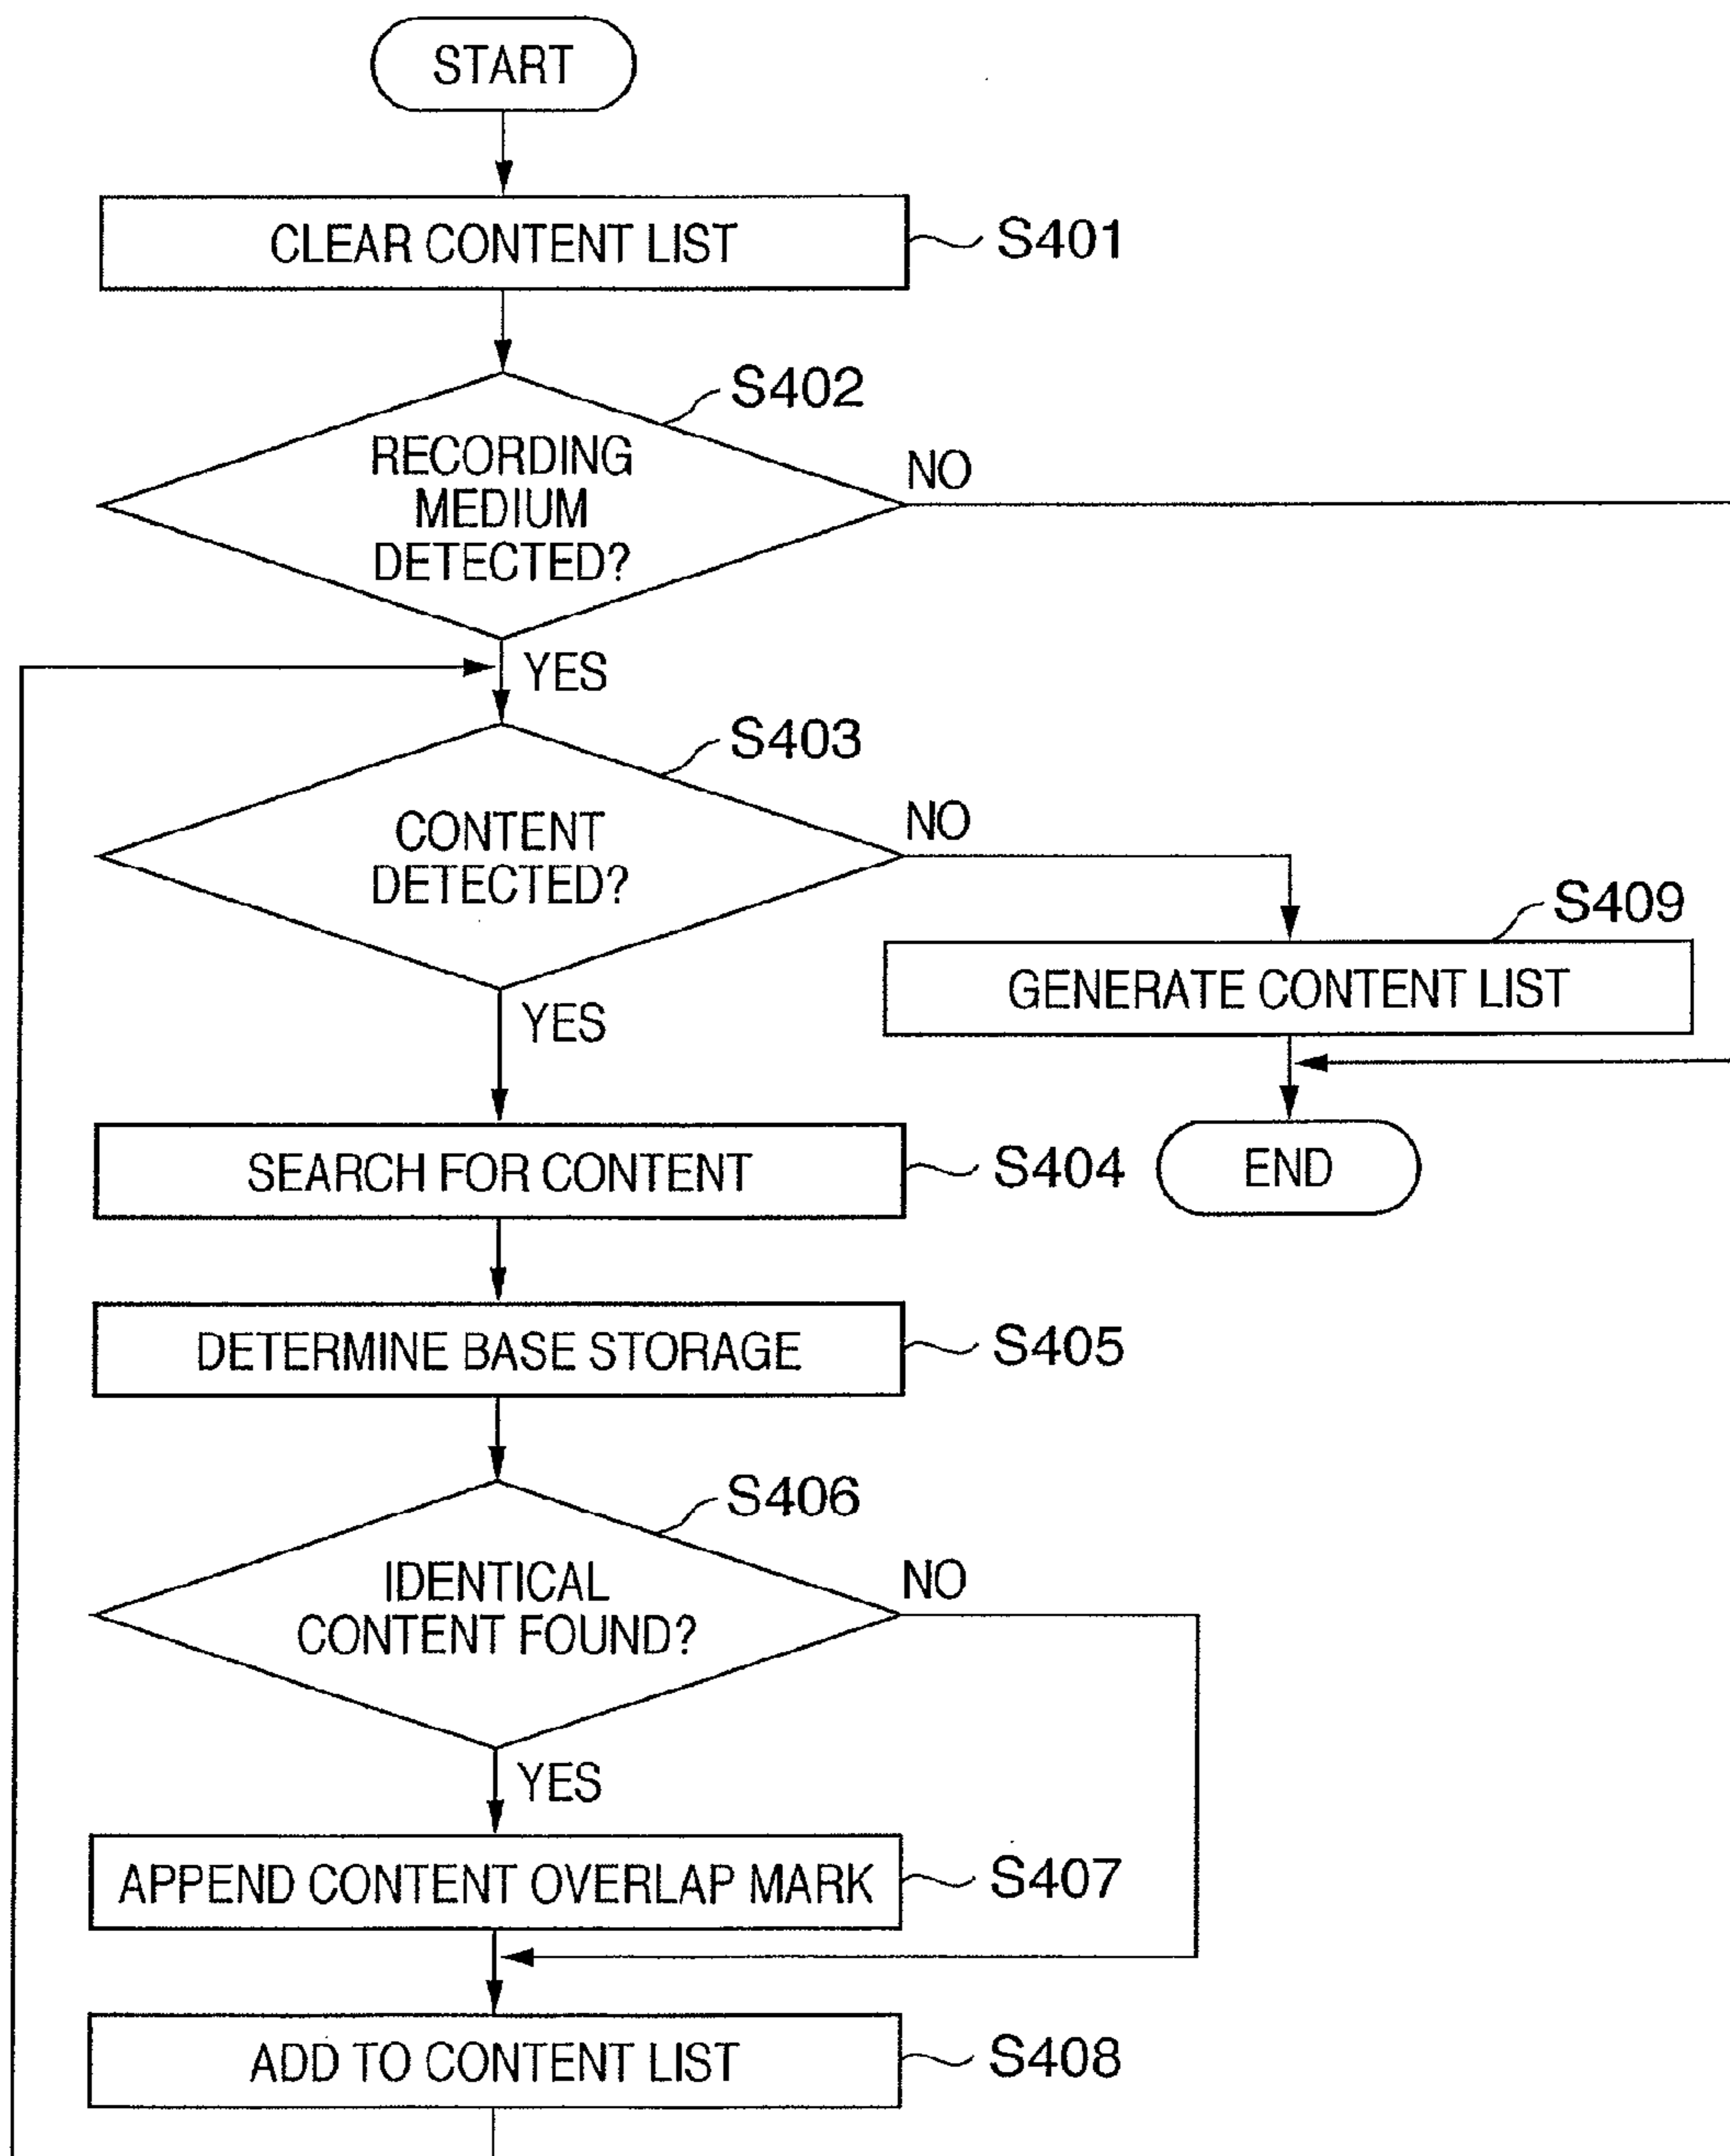 START
CLEAR CONTENT LIST
S401
S402
RECORDING
MEDIUM
DETECTED?
NO
YES
S403
CONTENT
DETECTED?
NO
S409
GENERATE CONTENT LIST
YES
SEARCH FOR CONTENT
S404
END
DETERMINE BASE STORAGE
S405
S406
IDENTICAL
CONTENT FOUND?
NO
YES
APPEND CONTENT OVERLAP MARK
S407
ADD TO CONTENT LIST
S408